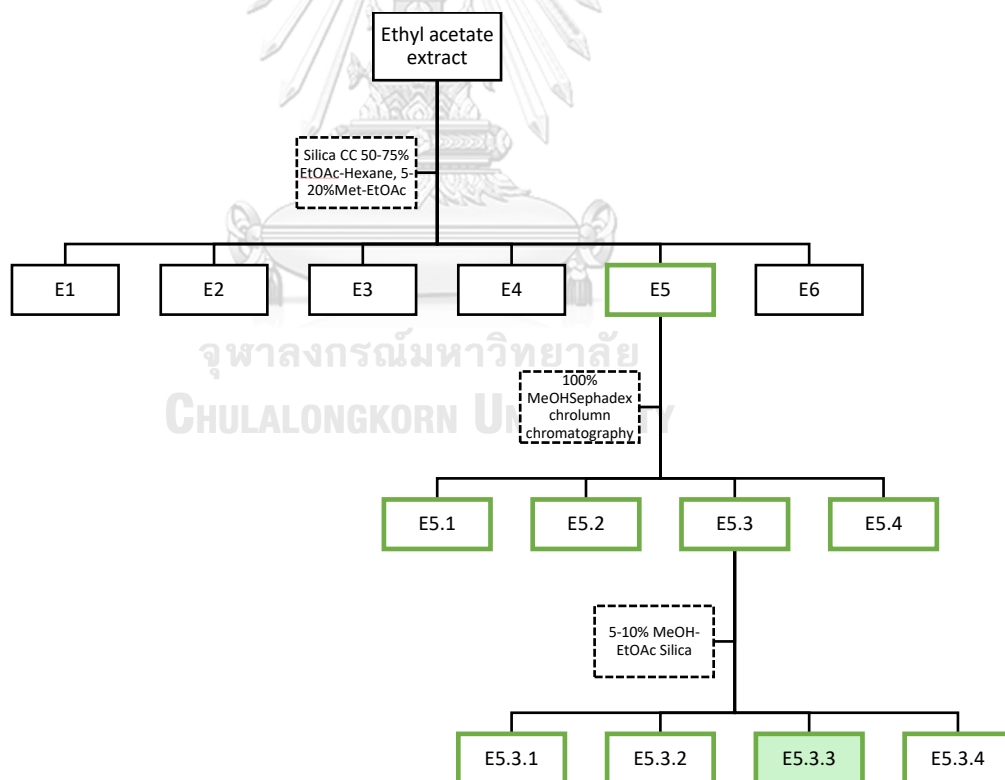 Ethyl acetate
extract
Silica CC 50-75%
EtOAc-Hexane, 5-
20%Met-EtOAc
E1
E2
E3
E4
E5
E6
จุฬาลงกรณ์มหาวิทยาลัย
CHULALONGKORN UN
TY
100%
MeOHSephadex
chrolumn
chromatography
E5.1
E5.2
E5.3
E5.4
5-10% MeOH-
EtOAc Silica
E5.3.1
E5.3.2
E5.3.3
E5.3.4